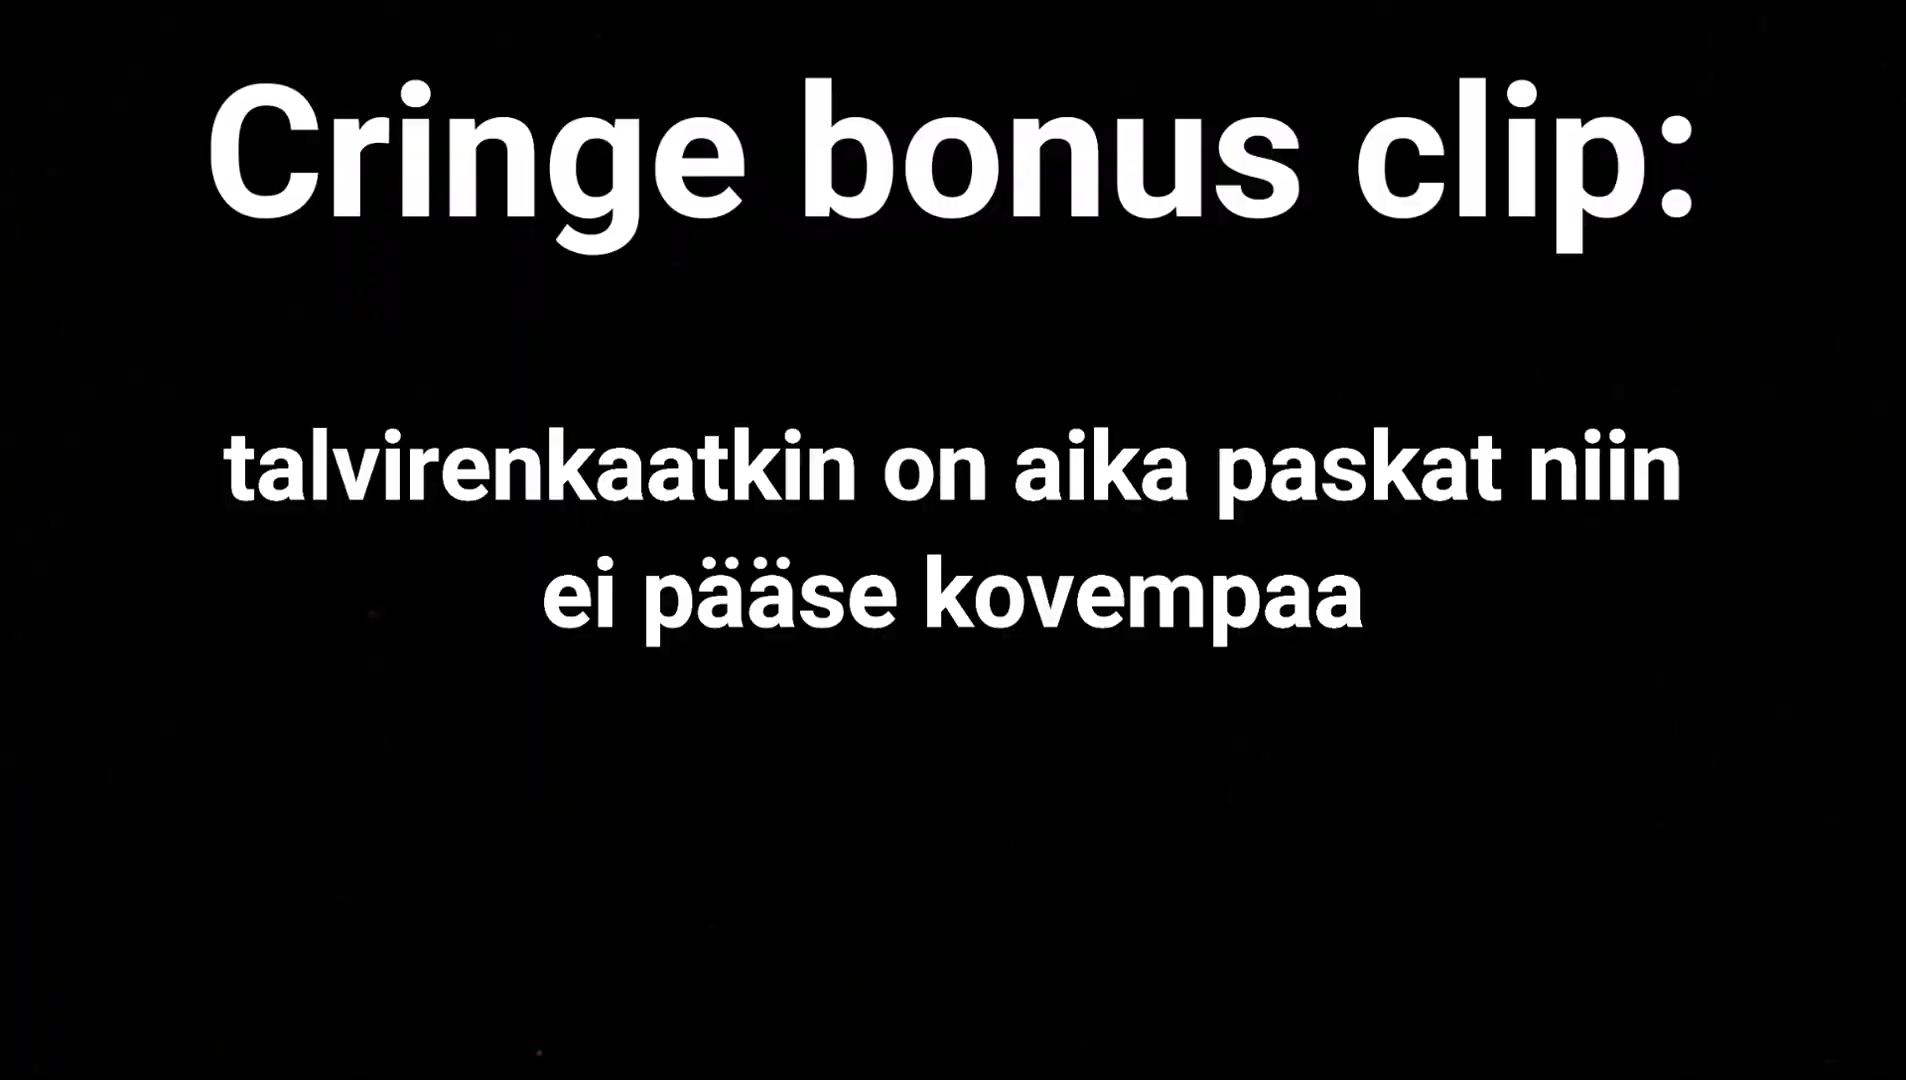 Cringe bonus clip:
talvirenkaatkin on aika paskat niin
ei pääse kovempaa